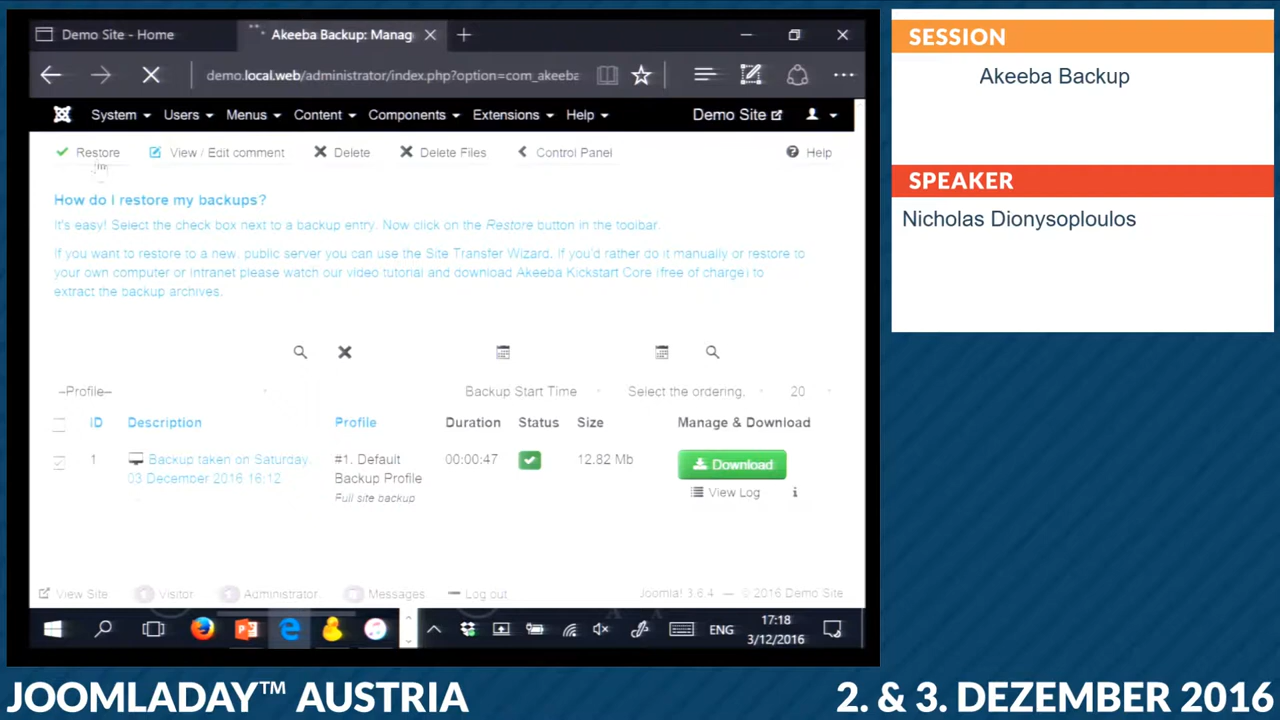 Demo Site - Home
Akeeba Backup: Manag
demo.local.web/administrator/index.php?option=com_akeeba
System Users Menus Content Components Extensions Help Demo Site
Restore View / Edit comment Delete Delete Files Control Panel Help
How do I restore my backups?
It's easy! Select the check box next to a backup entry. Now click on the Restore button in the toolbar.
If you want to restore to a new, public server you can use the Site Transfer Wizard. If you'd rather do it manually or restore to
your own computer or intranet please watch our video tutorial and download Akeeba Kickstart Core (free of charge) to
extract the backup archives.
–Profile– Backup Start Time Select the ordering. 20
ID Description Profile Duration Status Size Manage & Download
1 Backup taken on Saturday, #1. Default 00:00:47 12.82 Mb Download
03 December 2016 16:12 Backup Profile
Full site backup View Log i
View Site Visitor Administrator Messages Log out Joomla! 3.6.4 — © 2016 Demo Site
ENG 17:18
3/12/2016
SESSION
Akeeba Backup
SPEAKER
Nicholas Dionysoploulos
JOOMLADAY™ AUSTRIA
2. & 3. DEZEMBER 2016